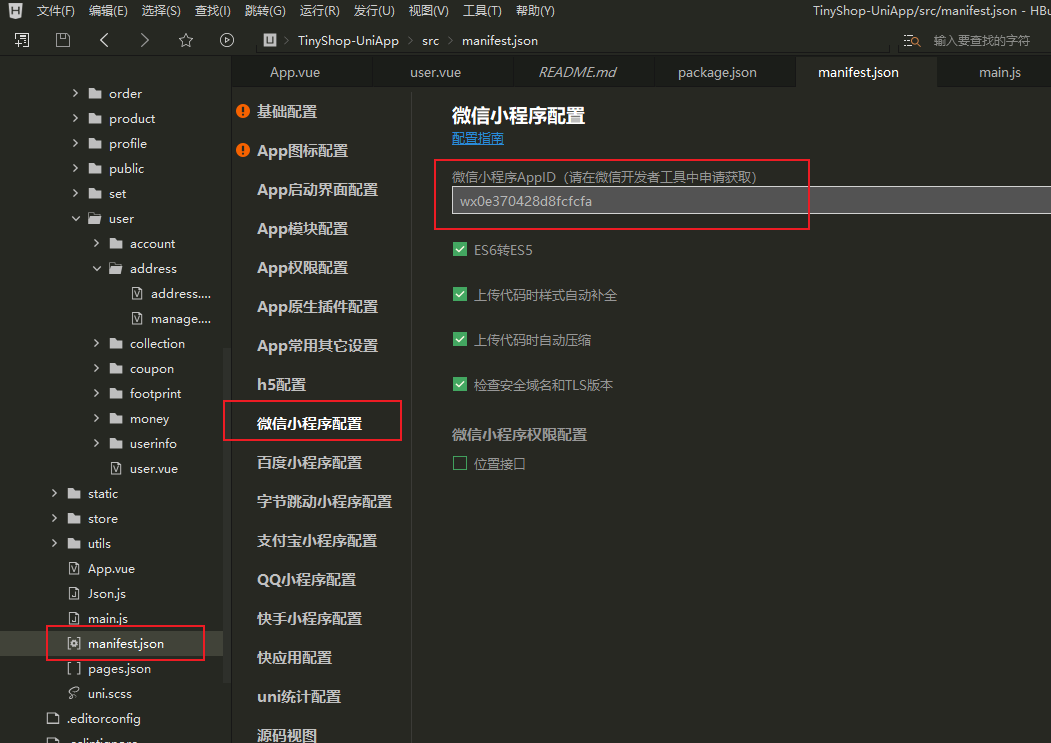 文件(F) 编辑(E) 选择(S) 查找(I) 跳转(G) 运行(R) 发行(U) 视图(V) 工具(T) 帮助(Y) TinyShop-UniApp/src/manifest.json - HBu
U TinyShop-UniApp src manifest.json 输入要查找的字符
App.vue user.vue README.md package.json manifest.json main.js
order
product
profile
public
set
user
account
address
address....
manage....
collection
coupon
footprint
money
userinfo
user.vue
static
store
utils
App.vue
Json.js
main.js
manifest.json
pages.json
uni.scss
.editorconfig
基础配置
App图标配置
App启动界面配置
App模块配置
App权限配置
App原生插件配置
App常用其它设置
h5配置
微信小程序配置
百度小程序配置
字节跳动小程序配置
支付宝小程序配置
QQ小程序配置
快手小程序配置
快应用配置
uni统计配置
源码视图
微信小程序配置
配置指南
微信小程序AppID（请在微信开发者工具中申请获取）
wx0e370428d8fcfcfa
ES6转ES5
上传代码时样式自动补全
上传代码时自动压缩
检查安全域名和TLS版本
微信小程序权限配置
位置接口